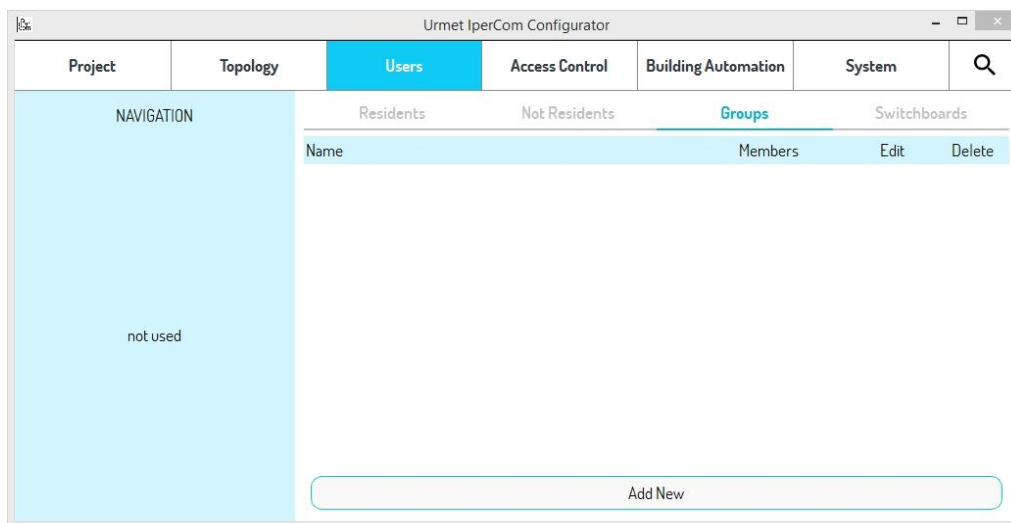 Urmet IperCom Configurator
Project Topology Users Access Control Building Automation System
NAVIGATION Residents Not Residents Groups Switchboards
Name Members Edit Delete
not used
Add New